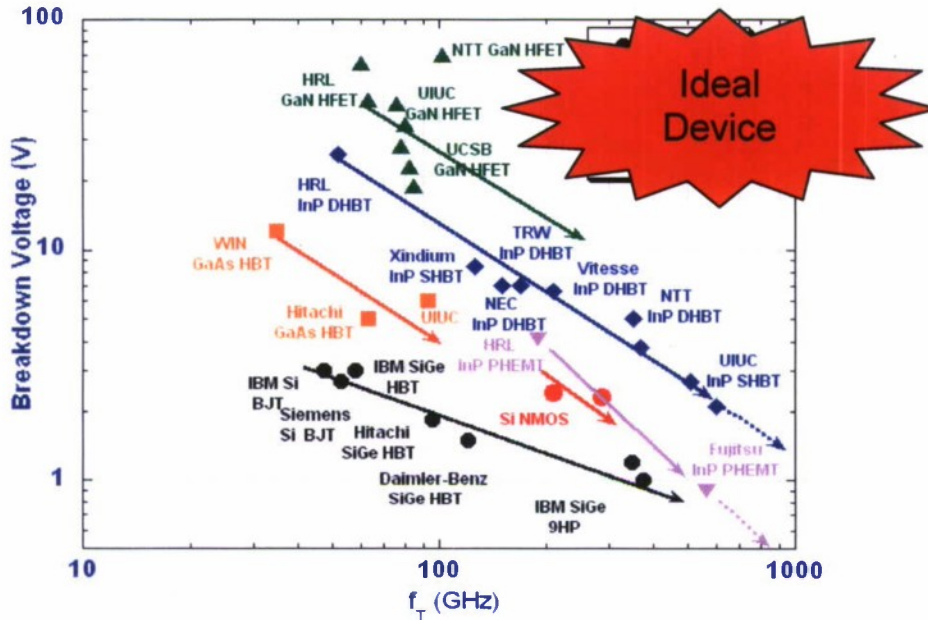 100
NTT GaN HFET
HRL
GaN HFET
UIUC
GaN HFET
Ideal
Device
UCSB
GaN HFET
HRL
InP DHBT
Breakdown Voltage (V)
10
WIN
GaAs HBT
Xindium
InP SHBT
TRW
InP DHBT
Vitesse
InP DHBT
NEC
InP DHBT
NTT
InP DHBT
Hitachi
GaAs HBT
UIUC
HRL
InP PHEMT
UIUC
InP SHBT
IBM Si
BJT
IBM SiGe
HBT
Siemens
Si BJT
Si NMOS
Hitachi
SiGe HBT
Fujitsu
InP PHEMT
1
Daimler-Benz
SiGe HBT
IBM SiGe
9HP
10
100
1000
f_T (GHz)